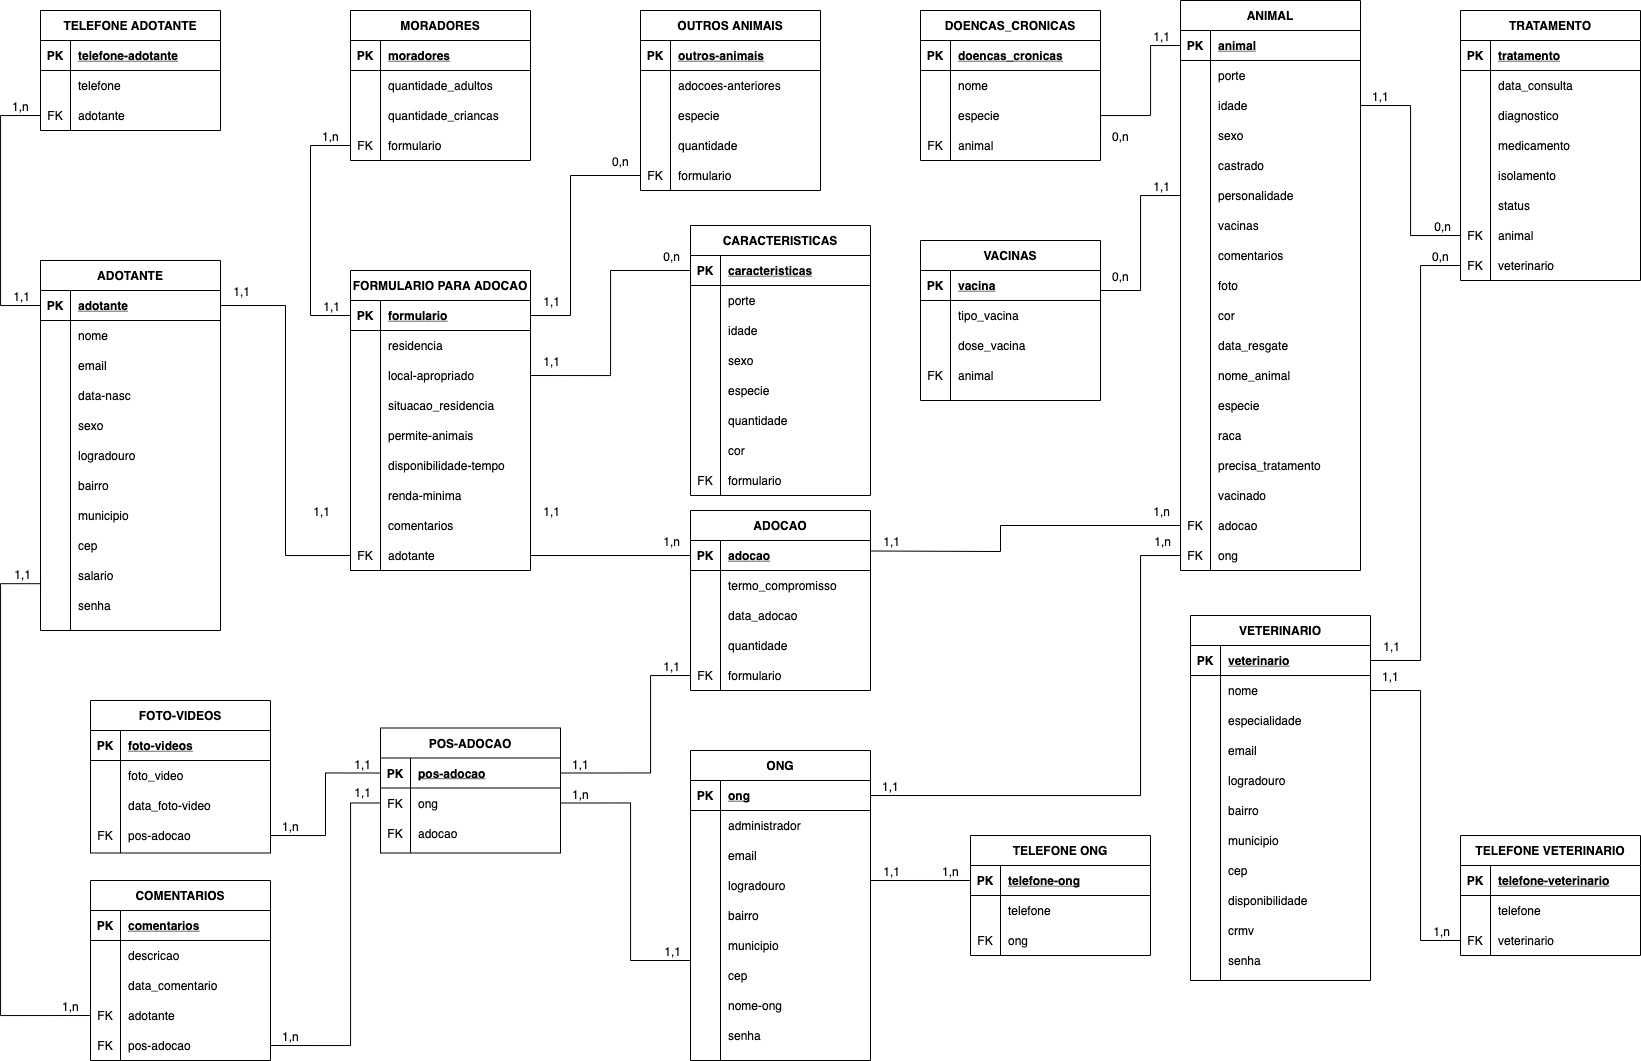 TELEFONE ADOTANTE
PK telefone-adotante
telefone
FK adotante
1,n
1,1
MORADORES
PK moradores
quantidade_adultos
quantidade_criancas
FK formulario
1,n
1,1
OUTROS ANIMAIS
PK outros-animais
adocoes-anteriores
especie
quantidade
FK formulario
0,n
1,1
DOENCAS_CRONICAS
PK doencas_cronicas
nome
especie
FK animal
0,n
1,1
ANIMAL
PK animal
porte
idade
sexo
castrado
personalidade
vacinas
comentarios
foto
cor
data_resgate
nome_animal
especie
raca
precisa_tratamento
vacinado
FK adocao
FK ong
1,1
1,1
1,n
1,n
TRATAMENTO
PK tratamento
data_consulta
diagnostico
medicamento
isolamento
status
FK animal
FK veterinario
0,n
0,n
ADOTANTE
PK adotante
nome
email
data-nasc
sexo
logradouro
bairro
municipio
cep
salario
senha
1,1
1,1
FORMULARIO PARA ADOCAO
PK formulario
residencia
local-apropriado
situacao_residencia
permite-animais
disponibilidade-tempo
renda-minima
comentarios
FK adotante
1,1
1,1
1,1
CARACTERISTICAS
PK caracteristicas
porte
idade
sexo
especie
quantidade
cor
FK formulario
0,n
VACINAS
PK vacina
tipo_vacina
dose_vacina
FK animal
0,n
ADOCAO
PK adocao
termo_compromisso
data_adocao
quantidade
FK formulario
1,n
1,1
1,1
VETERINARIO
PK veterinario
nome
especialidade
email
logradouro
bairro
municipio
cep
disponibilidade
crmv
senha
1,1
1,1
FOTO-VIDEOS
PK foto-videos
foto_video
data_foto-video
FK pos-adocao
1,n
POS-ADOCAO
PK pos-adocao
FK ong
FK adocao
1,1
1,1
1,1
1,n
ONG
PK ong
administrador
email
logradouro
bairro
municipio
cep
nome-ong
senha
1,1
1,1
1,1
TELEFONE ONG
PK telefone-ong
telefone
FK ong
1,n
TELEFONE VETERINARIO
PK telefone-veterinario
telefone
FK veterinario
1,n
COMENTARIOS
PK comentarios
descricao
data_comentario
FK adotante
FK pos-adocao
1,n
1,n